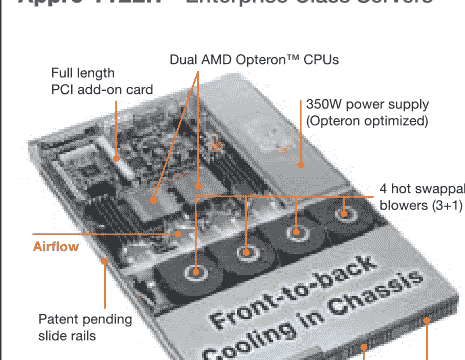 Enterprise Class Servers
Dual AMD Opteron™ CPUs
Full length
PCI add-on card
350W power supply
(Opteron optimized)
4 hot swappal
blowers (3+1)
Airflow
Front-to-back
Cooling in Chassis
Patent pending
slide rails